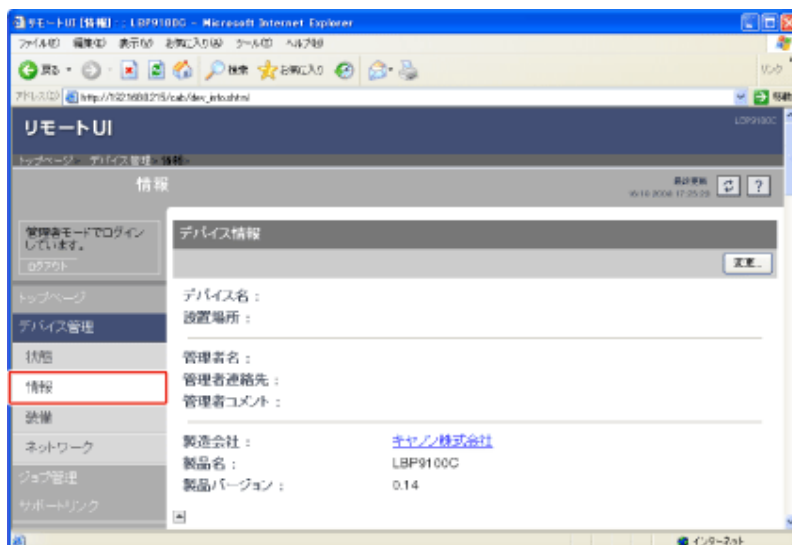 リモートUI [情報] : : LBP9100C - Microsoft Internet Explorer
ファイル(F) 編集(E) 表示(V) お気に入り(A) ツール(T) ヘルプ(H)
戻る 検索 お気に入り リンク
アドレス(D) 移動
リモートUI
LBP9100C
トップページ > デバイス管理 > 情報 >
情報
最終更新
?
管理者モードでログイン
しています。
ログアウト
デバイス情報
変更...
トップページ
デバイス管理
状態
情報
装備
ネットワーク
ジョブ管理
サポートリンク
デバイス名 :
設置場所 :
管理者名 :
管理者連絡先 :
管理者コメント :
製造会社 : キヤノン株式会社
製品名 : LBP9100C
製品バージョン : 0.14
インターネット